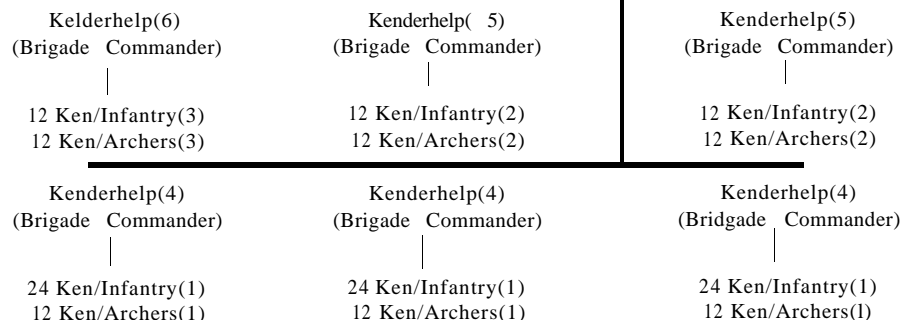 Kelderhelp(6)
(Brigade Commander)
12 Ken/Infantry(3)
12 Ken/Archers(3)
Kenderhelp( 5)
(Brigade Commander)
12 Ken/Infantry(2)
12 Ken/Archers(2)
Kenderhelp(5)
(Brigade Commander)
12 Ken/Infantry(2)
12 Ken/Archers(2)
Kenderhelp(4)
(Brigade Commander)
24 Ken/Infantry(1)
12 Ken/Archers(1)
Kenderhelp(4)
(Brigade Commander)
24 Ken/Infantry(1)
12 Ken/Archers(1)
Kenderhelp(4)
(Bridgade Commander)
24 Ken/Infantry(1)
12 Ken/Archers(l)